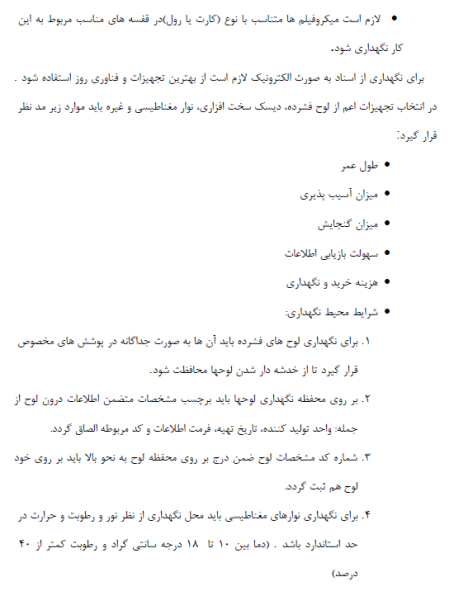 • لازم است میکروفیلم ها متناسب با نوع (کارت یا رول)در قفسه های مناسب مربوط به این
کار نگهداری شود.
برای نگهداری از اسناد به صورت الکترونیک لازم است از بهترین تجهیزات و فناوری روز استفاده شود .
در انتخاب تجهیزات اعم از لوح فشرده، دیسک سخت افزاری، نوار مغناطیسی و غیره باید موارد زیر مد نظر
قرار گیرد:
• طول عمر
• میزان آسیب پذیری
• میزان گنجایش
• سهولت بازیابی اطلاعات
• هزینه خرید و نگهداری
• شرایط محیط نگهداری:
۱. برای نگهداری لوح های فشرده باید آن ها به صورت جداگانه در پوشش های مخصوص
قرار گیرد تا از خدشه دار شدن لوحها محافظت شود.
۲. بر روی محفظه نگهداری لوحها باید برچسب مشخصات متضمن اطلاعات درون لوح از
جمله: واحد تولید کننده، تاریخ تهیه، فرمت اطلاعات و کد مربوطه الصاق گردد.
۳. شماره کد مشخصات لوح ضمن درج بر روی محفظه لوح به نحو بالا باید بر روی خود
لوح هم ثبت گردد.
۴. برای نگهداری نوارهای مغناطیسی باید محل نگهداری از نظر نور و رطوبت و حرارت در
حد استاندارد باشد . (دما بین ۱۰ تا ۱۸ درجه سانتی گراد و رطوبت کمتر از ۴۰
درصد)